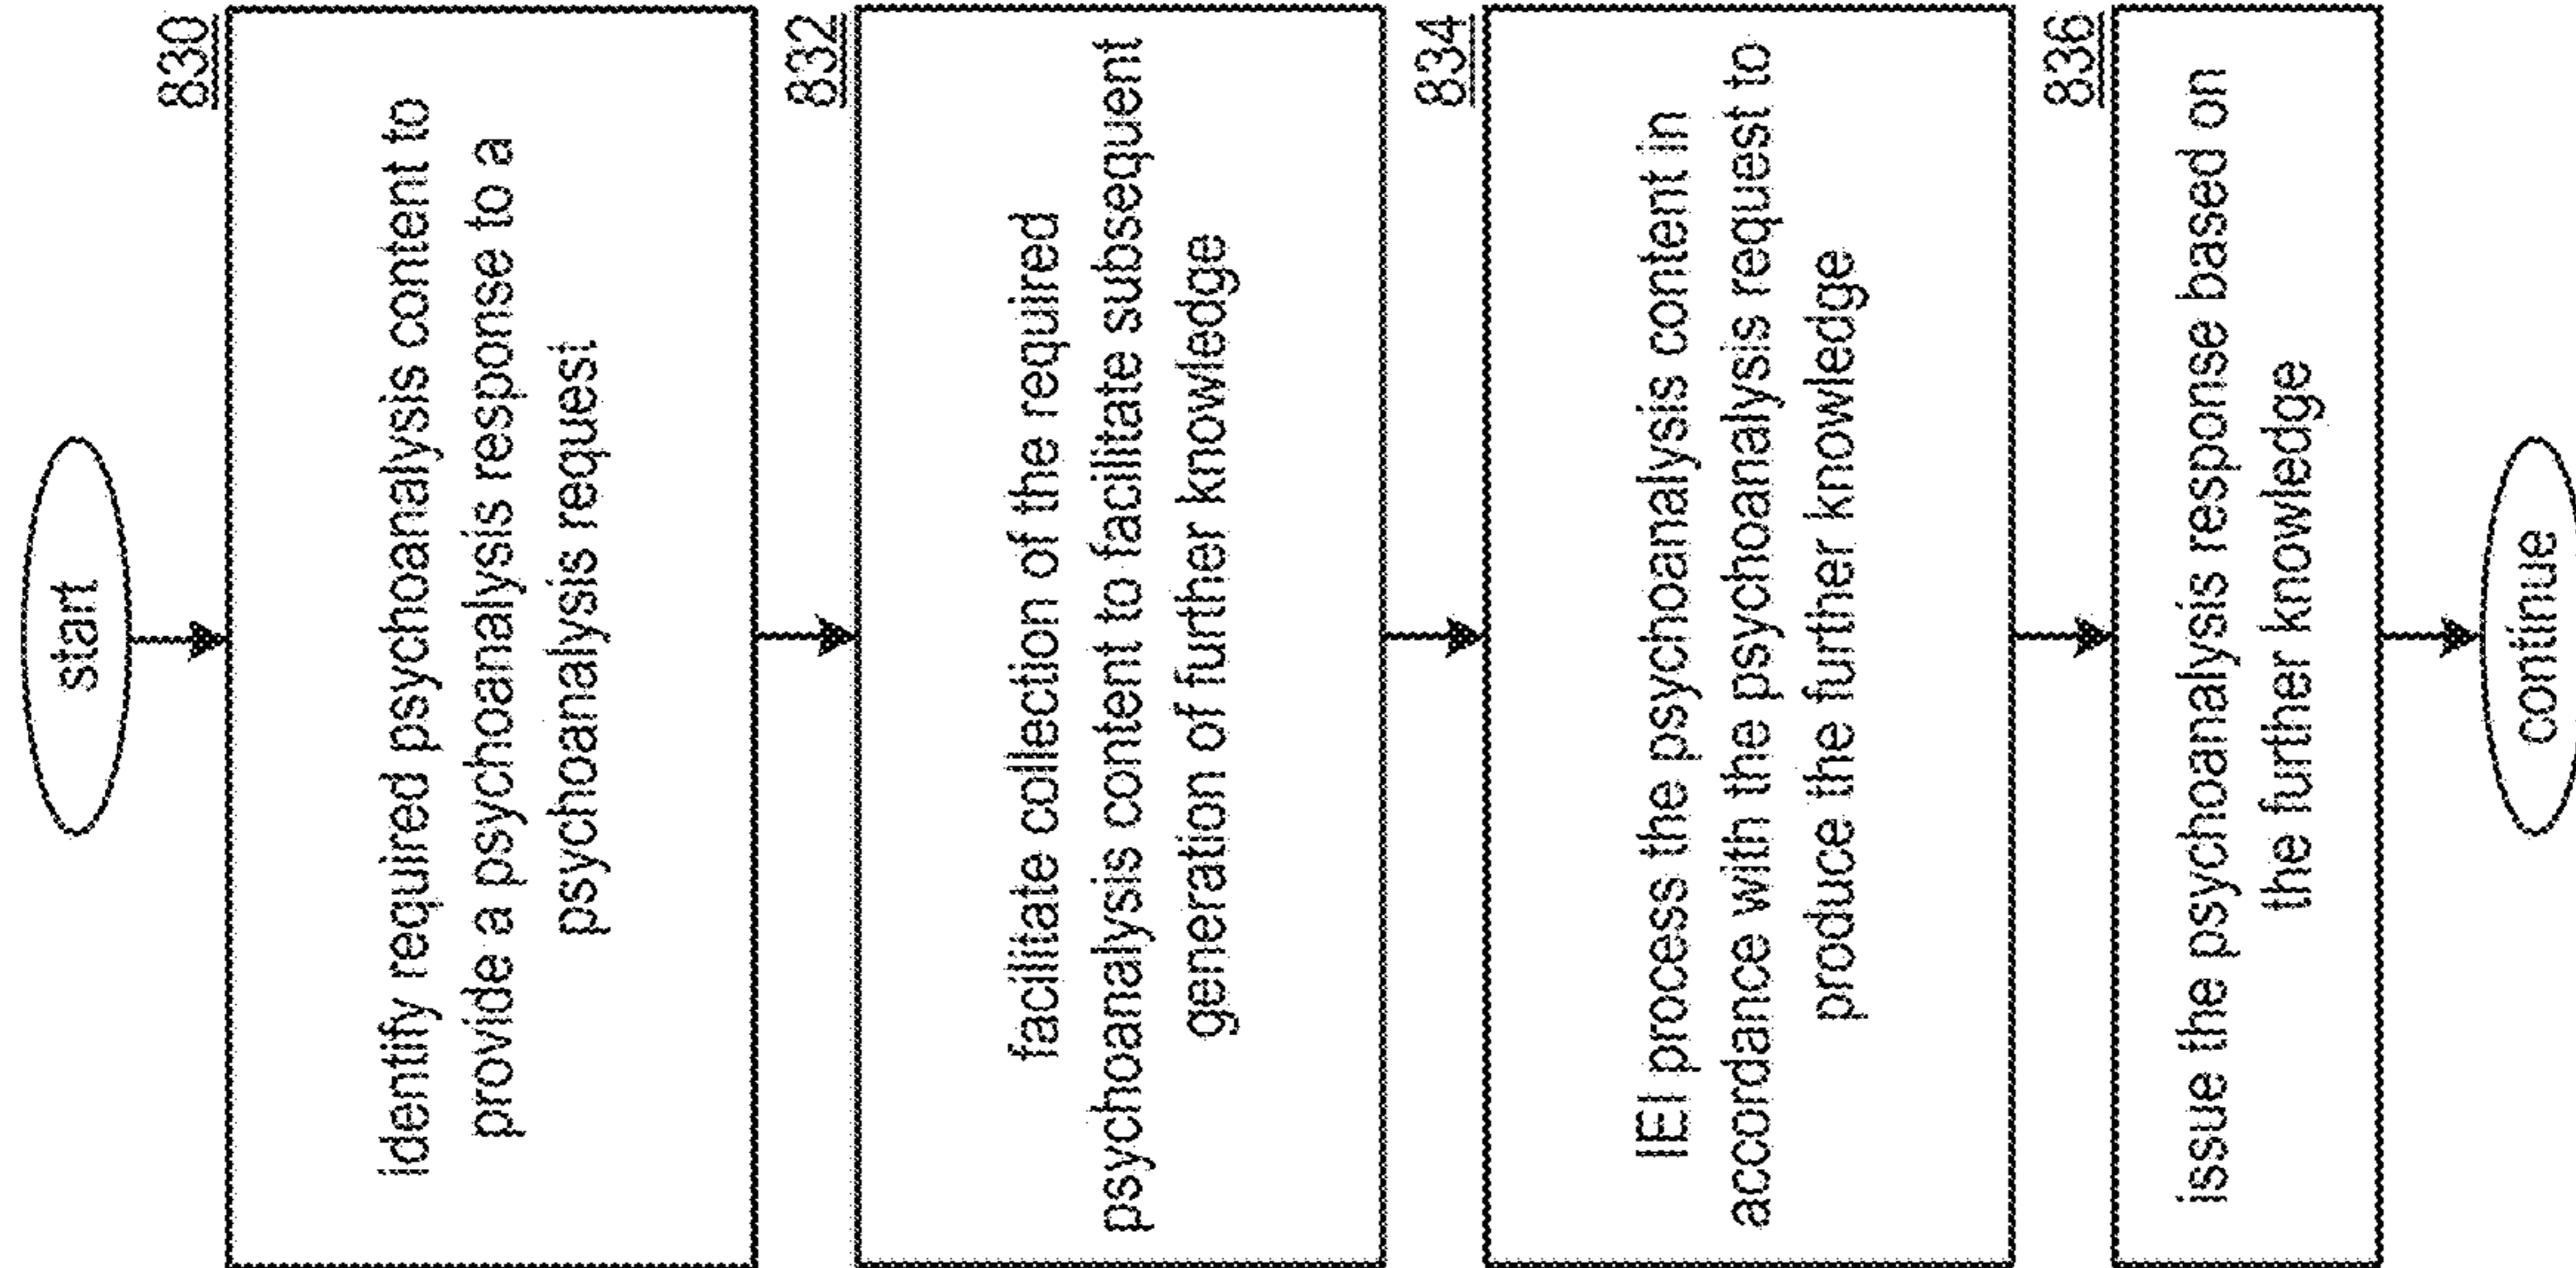 start
830
identify required psychoanalysis content to
provide a psychoanalysis response to a
psychoanalysis request
832
facilitate collection of the required
psychoanalysis content to facilitate subsequent
generation of further knowledge
834
IEI process the psychoanalysis content in
accordance with the psychoanalysis request to
produce the further knowledge
836
issue the psychoanalysis response based on
the further knowledge
continue